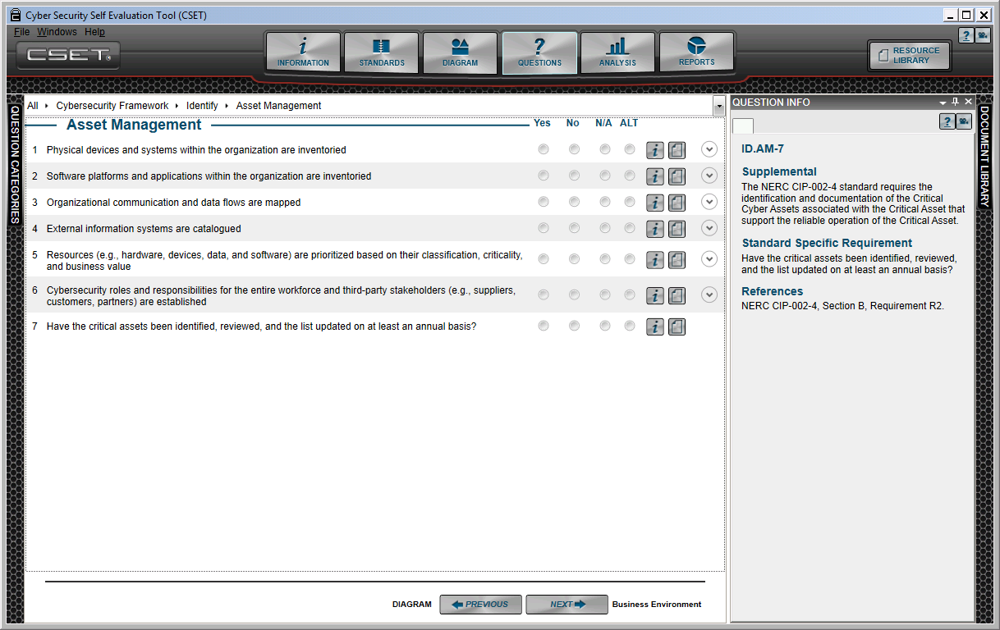 Cyber Security Self Evaluation Tool (CSET)
File Windows Help
CSET
INFORMATION
STANDARDS
DIAGRAM
QUESTIONS
ANALYSIS
REPORTS
RESOURCE
LIBRARY
QUESTION CATEGORIES
All Cybersecurity Framework Identify Asset Management
Asset Management Yes No N/A ALT
1 Physical devices and systems within the organization are inventoried
2 Software platforms and applications within the organization are inventoried
3 Organizational communication and data flows are mapped
4 External information systems are catalogued
5 Resources (e.g., hardware, devices, data, and software) are prioritized based on their classification, criticality,
and business value
6 Cybersecurity roles and responsibilities for the entire workforce and third-party stakeholders (e.g., suppliers,
customers, partners) are established
7 Have the critical assets been identified, reviewed, and the list updated on at least an annual basis?
DIAGRAM PREVIOUS NEXT Business Environment
QUESTION INFO
ID.AM-7
Supplemental
The NERC CIP-002-4 standard requires the
identification and documentation of the Critical
Cyber Assets associated with the Critical Asset that
support the reliable operation of the Critical Asset.
Standard Specific Requirement
Have the critical assets been identified, reviewed,
and the list updated on at least an annual basis?
References
NERC CIP-002-4, Section B, Requirement R2.
DOCUMENT LIBRARY